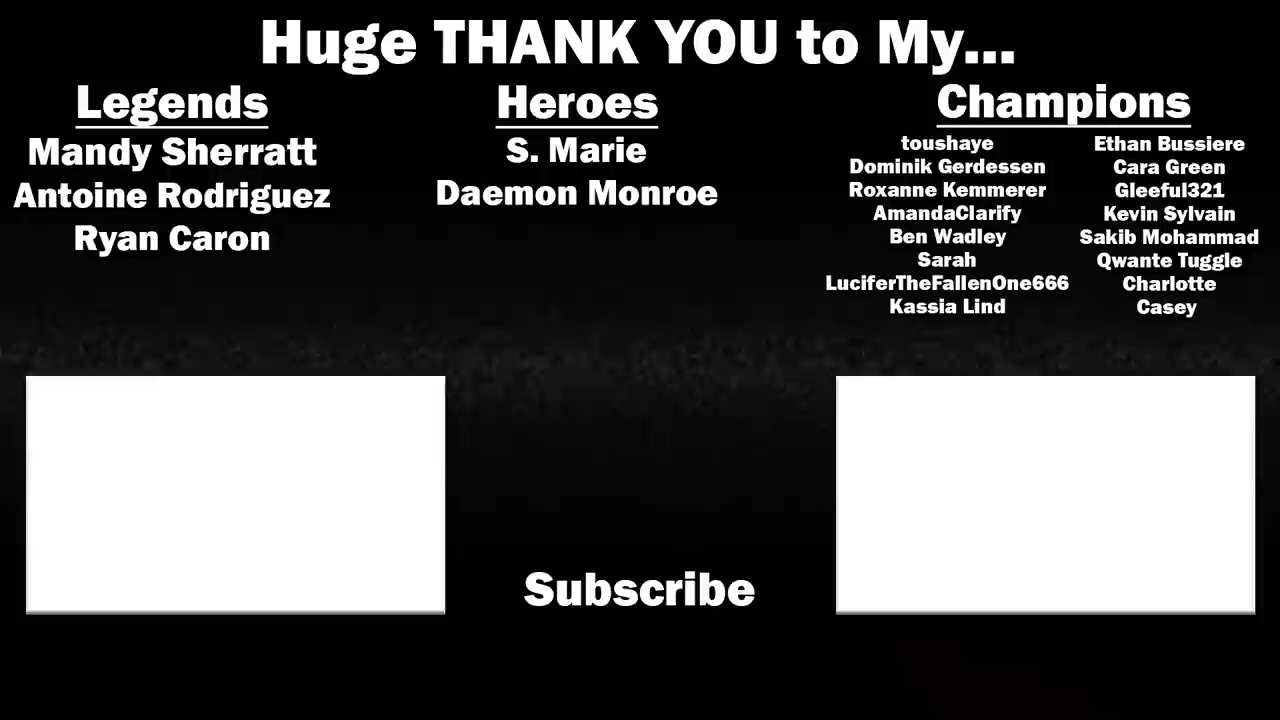 Huge THANK YOU to My...
Legends
Mandy Sherratt
Antoine Rodriguez
Ryan Caron
Heroes
S. Marie
Daemon Monroe
Champions
toushaye
Dominik Gerdessen
Roxanne Kemmerer
AmandaClarify
Ben Wadley
Sarah
LuciferTheFallenOne666
Kassia Lind
Ethan Bussiere
Cara Green
Gleeful321
Kevin Sylvain
Sakib Mohammad
Qwante Tuggle
Charlotte
Casey
Subscribe